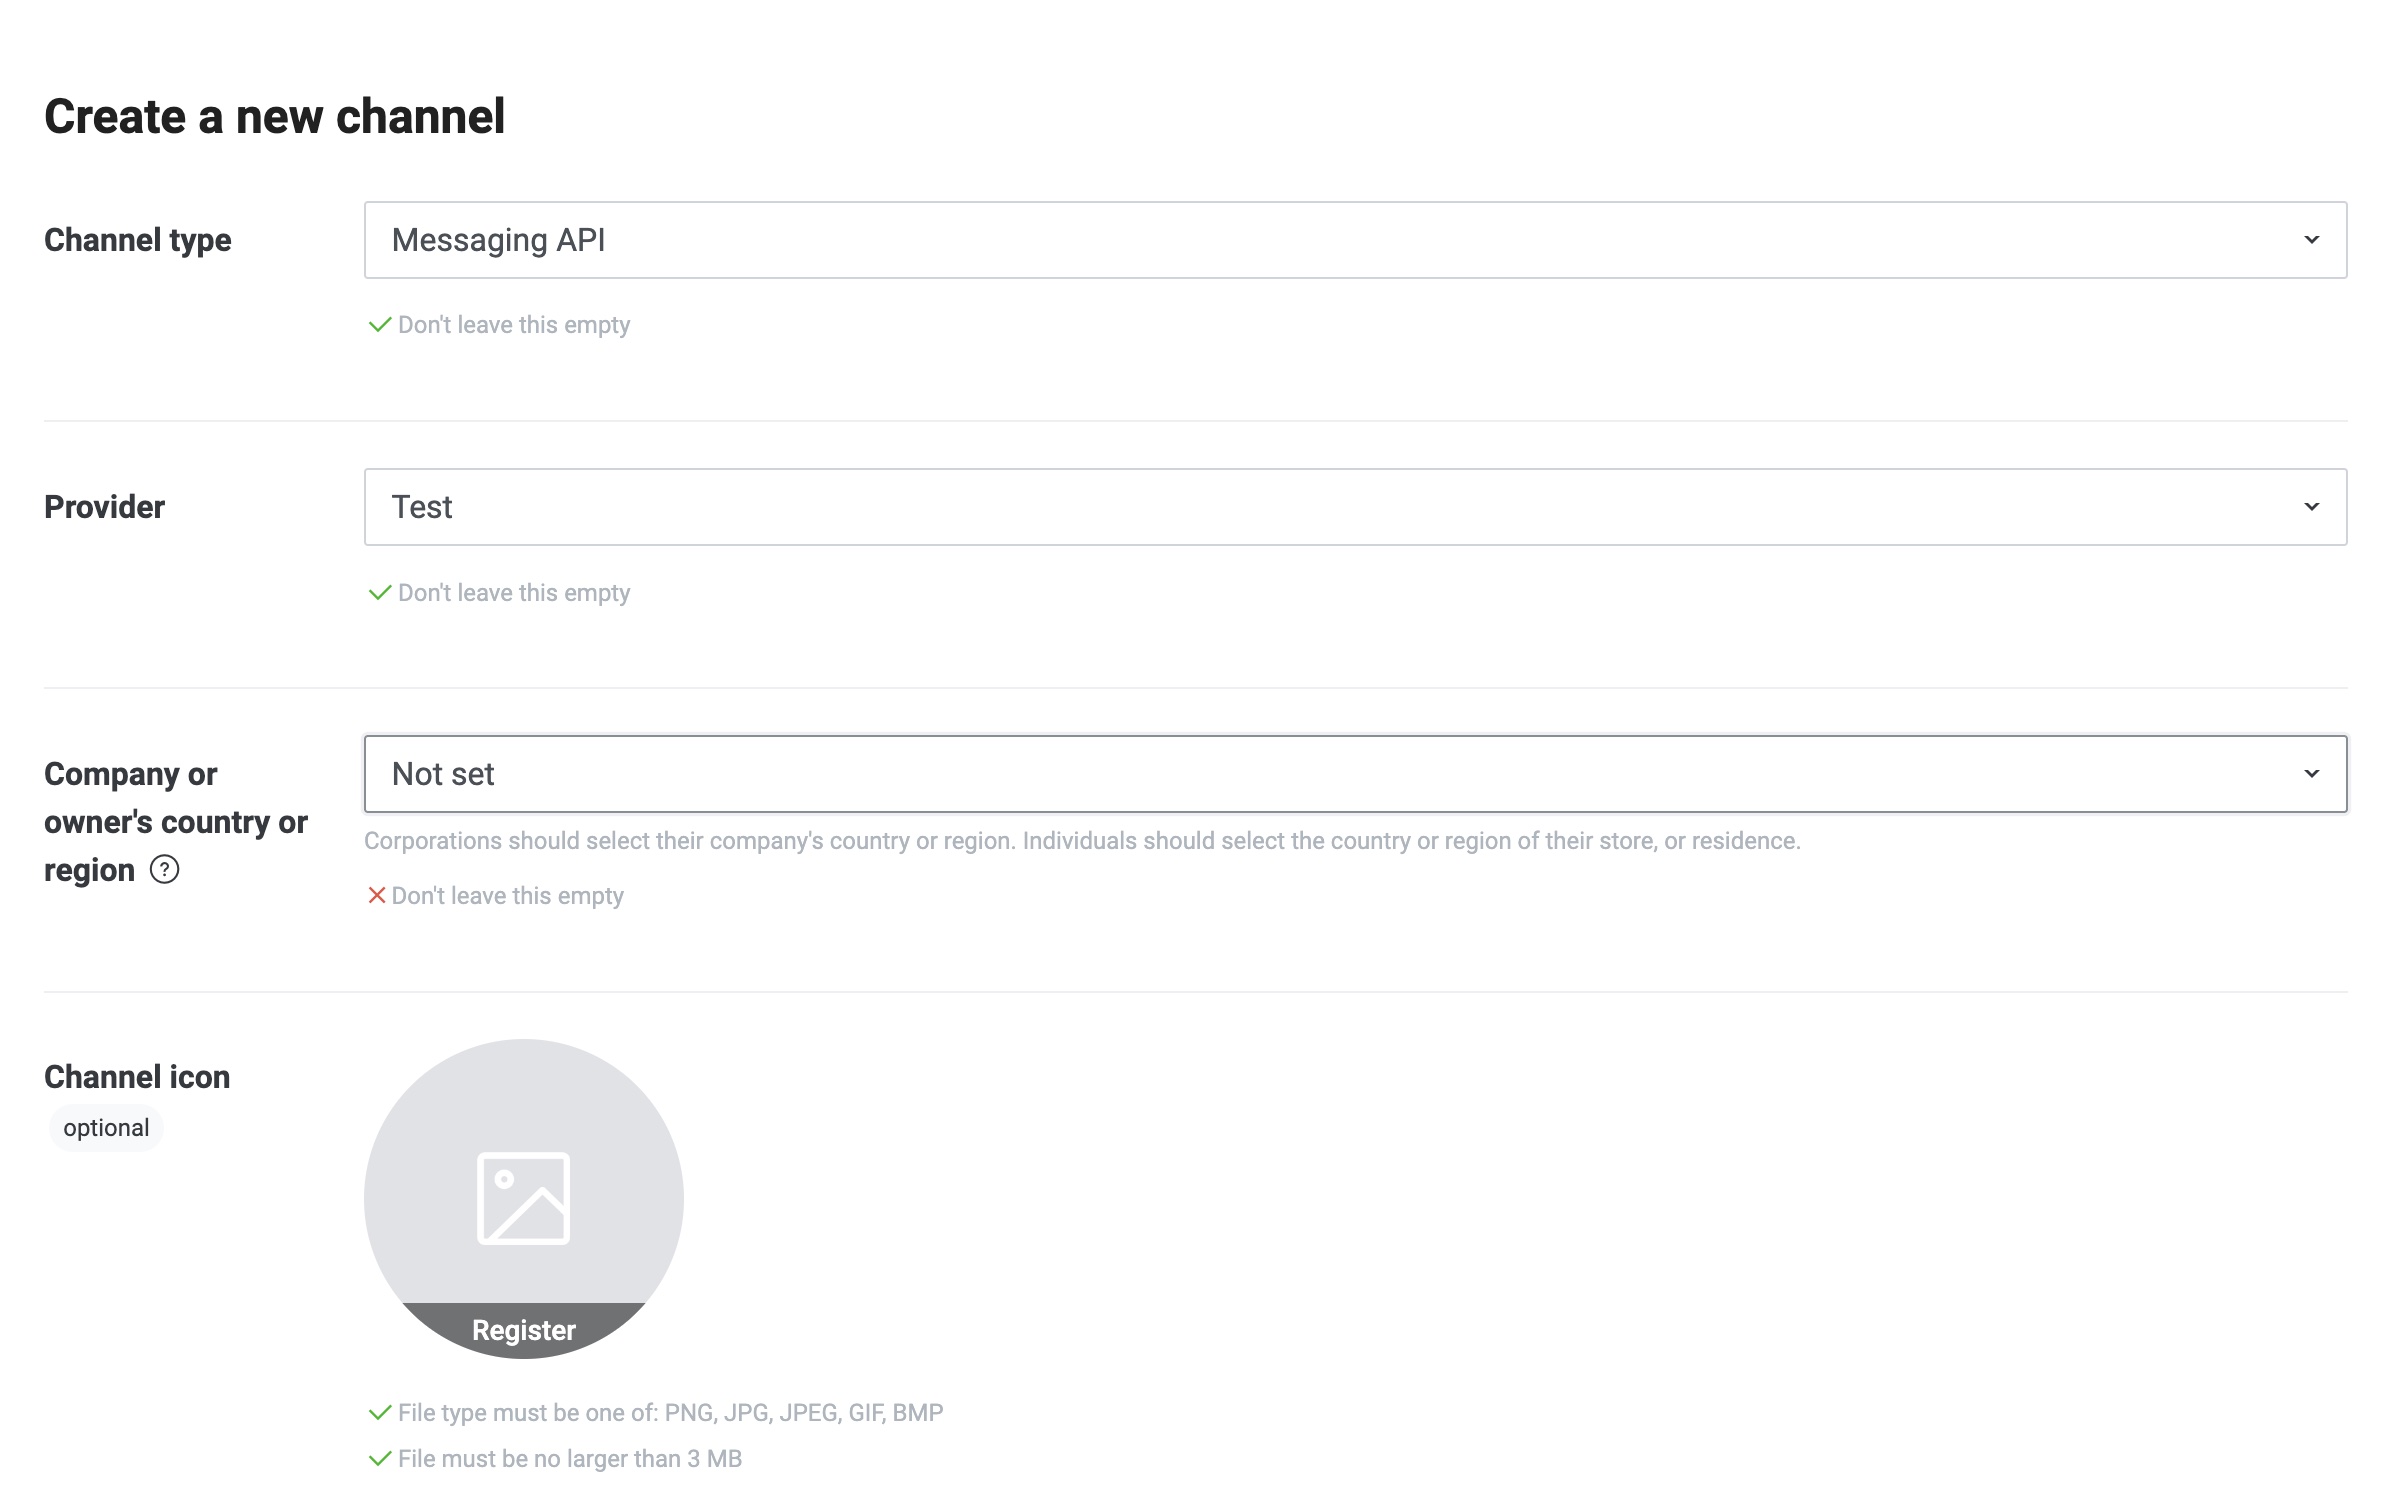 Create a new channel
Channel type
Messaging API
Don't leave this empty
Provider
Test
Don't leave this empty
Company or
owner's country or
region ?
Not set
Corporations should select their company's country or region. Individuals should select the country or region of their store, or residence.
Don't leave this empty
Channel icon
optional
Register
File type must be one of: PNG, JPG, JPEG, GIF, BMP
File must be no larger than 3 MB